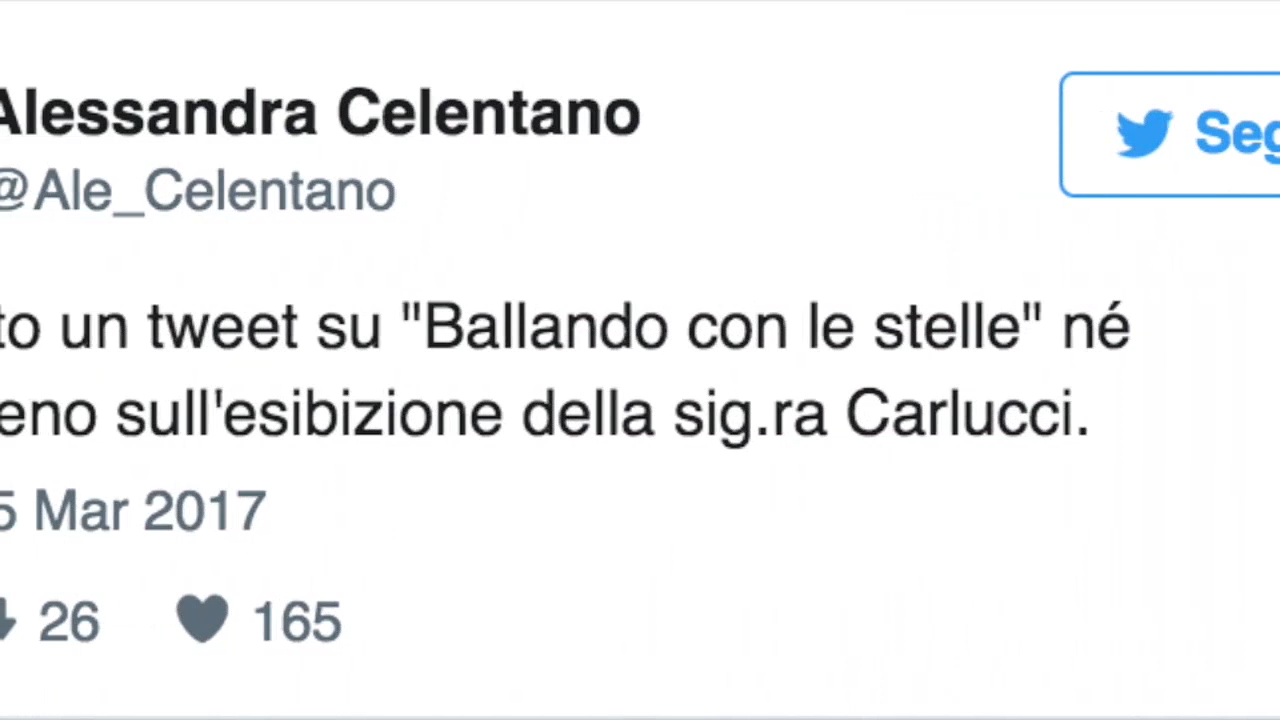 Alessandra Celentano
@Ale_Celentano
Seg
to un tweet su "Ballando con le stelle" né
eno sull'esibizione della sig.ra Carlucci.
5 Mar 2017
26 165